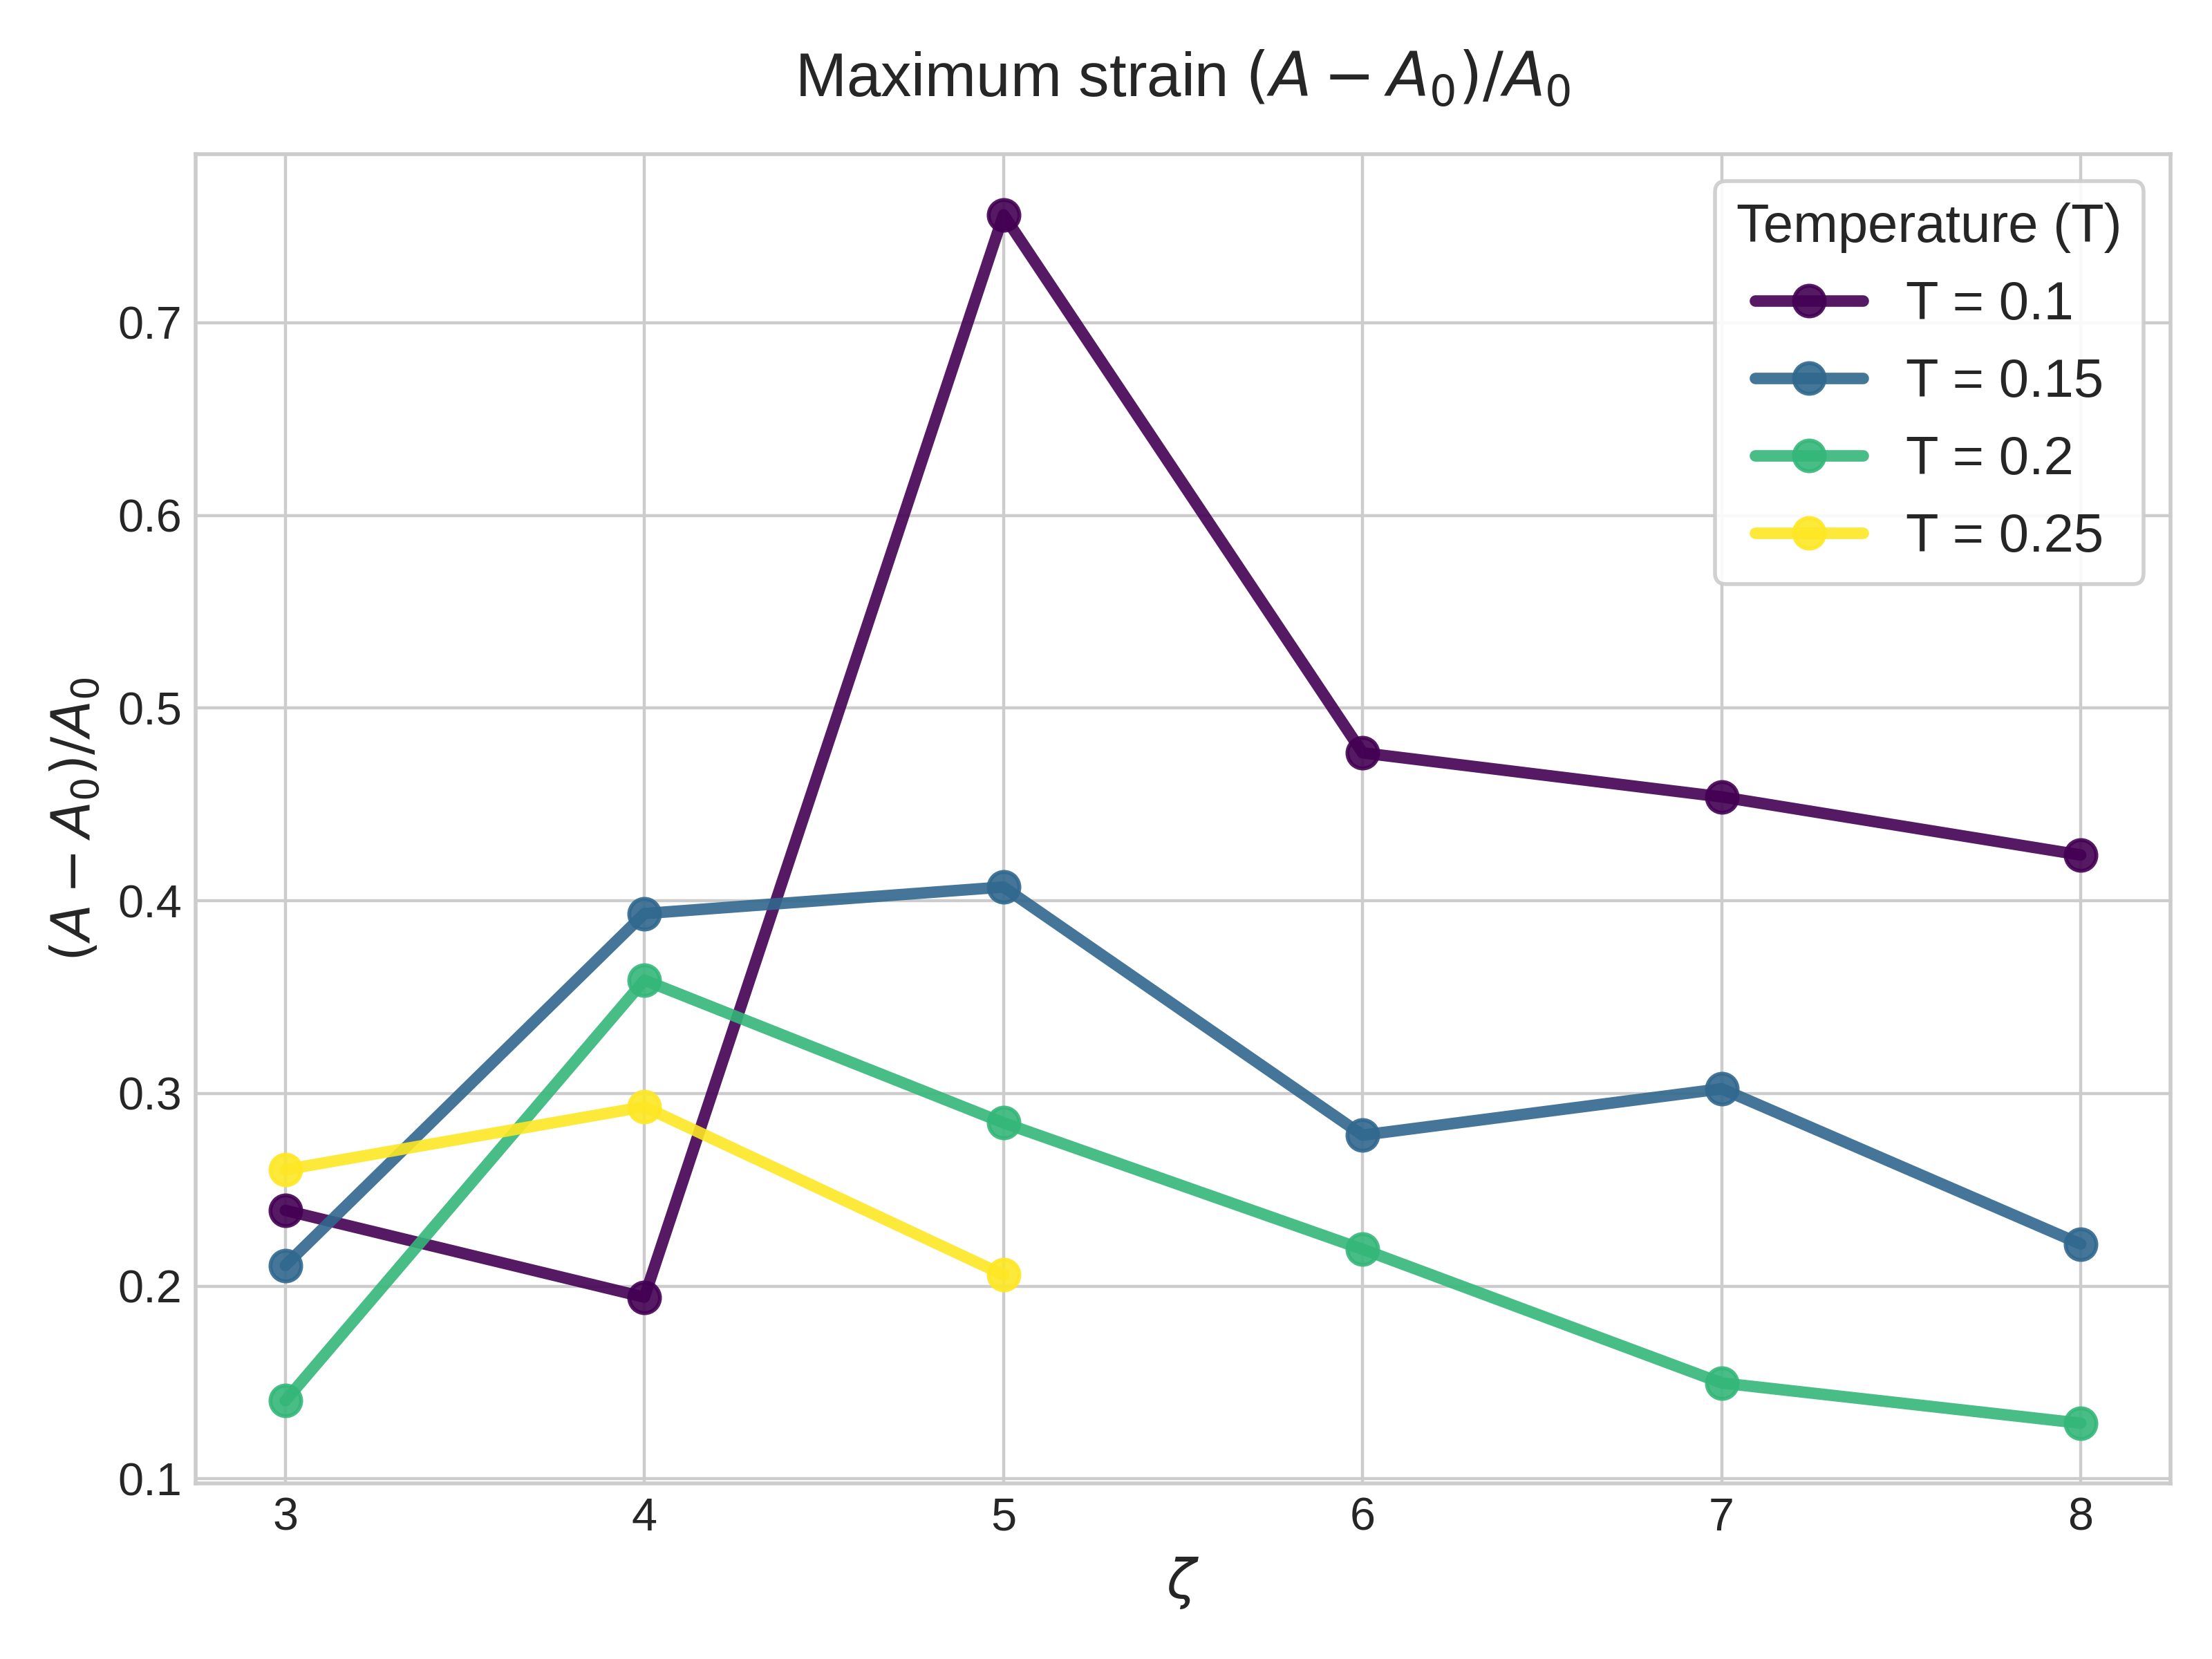 Maximum strain (A − A₀)/A₀
Temperature (T)
T = 0.1
T = 0.15
T = 0.2
T = 0.25
(A − A₀)/A₀
0.7
0.6
0.5
0.4
0.3
0.2
0.1
3 4 5 6 7 8
ζ